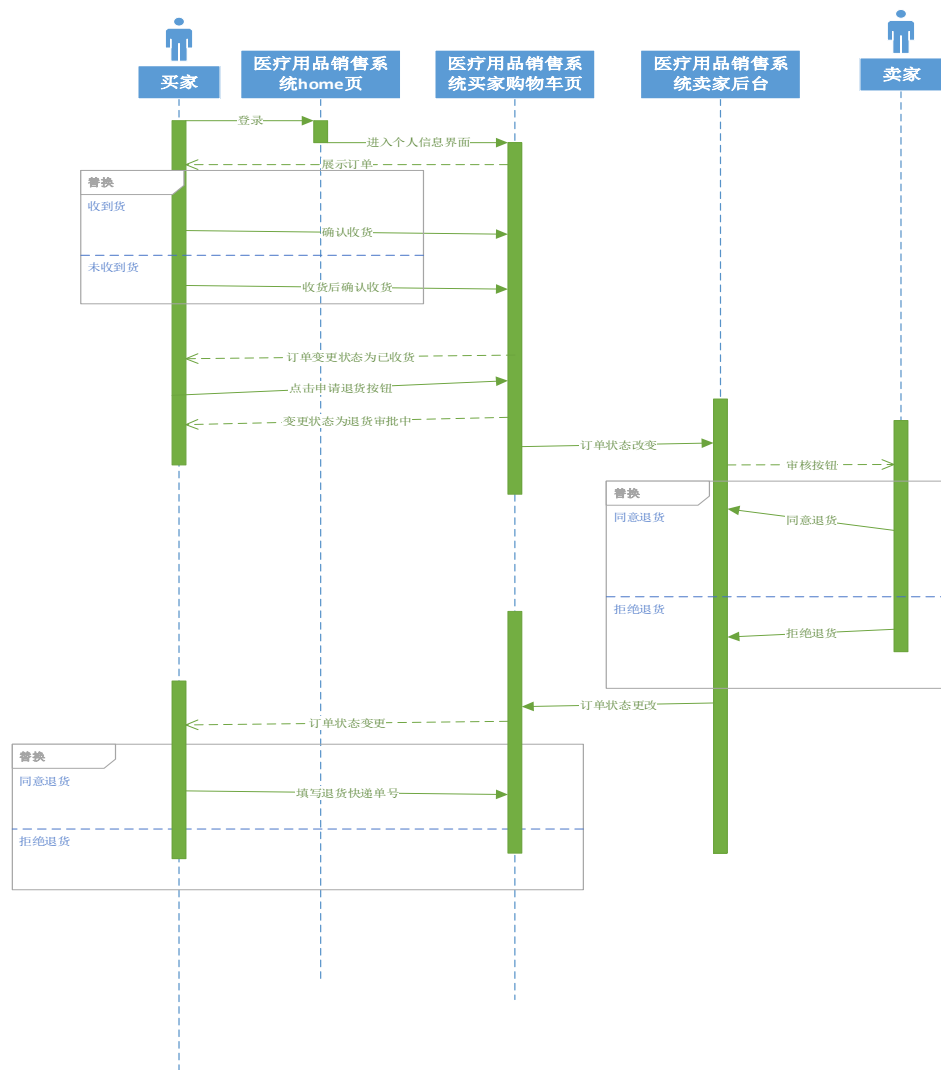 买家
医疗用品销售系
统home页
医疗用品销售系
统买家购物车页
医疗用品销售系
统卖家后台
卖家
登录
进入个人信息界面
展示订单
替换
收到货
确认收货
未收到货
收货后确认收货
订单变更状态为已收货
点击申请退货按钮
变更状态为退货审批中
订单状态改变
审核按钮
替换
同意退货
同意退货
拒绝退货
拒绝退货
订单状态更改
订单状态变更
替换
同意退货
填写退货快递单号
拒绝退货